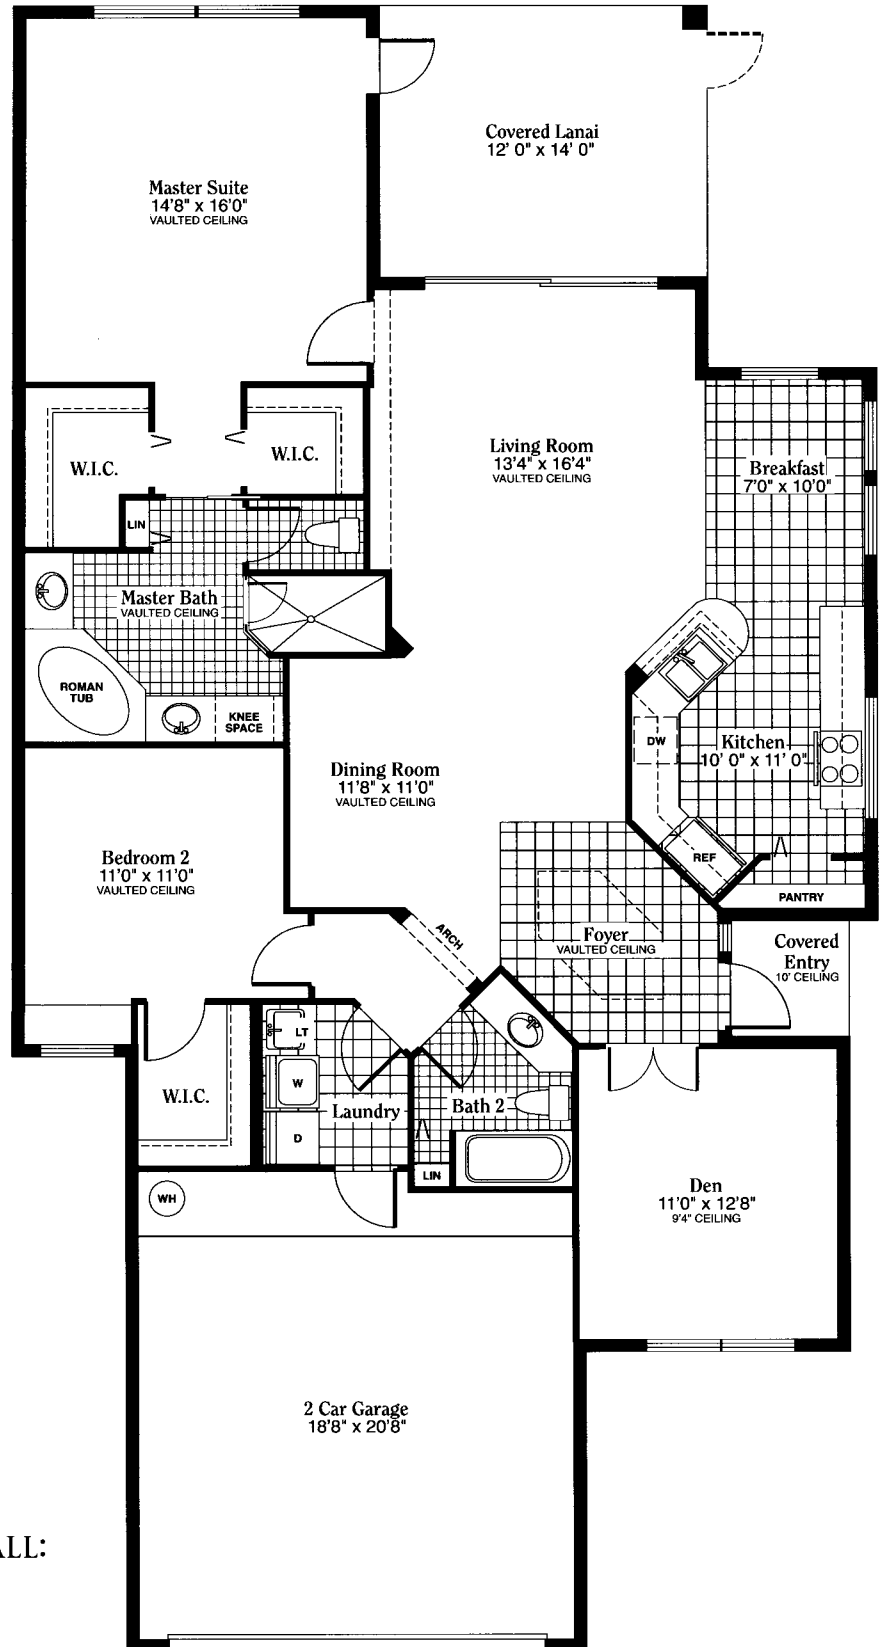 Covered Lanai
12' 0" x 14' 0"
Master Suite
14'8" x 16'0"
VAULTED CEILING
Living Room
13'4" x 16'4"
VAULTED CEILING
W.I.C.
W.I.C.
Breakfast
7'0" x 10'0"
LIN
Master Bath
VAULTED CEILING
ROMAN
TUB
KNEE
SPACE
DW
Kitchen
10' 0" x 11' 0"
Dining Room
11'8" x 11'0"
VAULTED CEILING
REF
PANTRY
Bedroom 2
11'0" x 11'0"
VAULTED CEILING
ARCH
Foyer
VAULTED CEILING
Covered
Entry
10' CEILING
LT
W
D
W.I.C.
Laundry
Bath 2
LIN
WH
Den
11'0" x 12'8"
9'4" CEILING
2 Car Garage
18'8" x 20'8"
ALL: